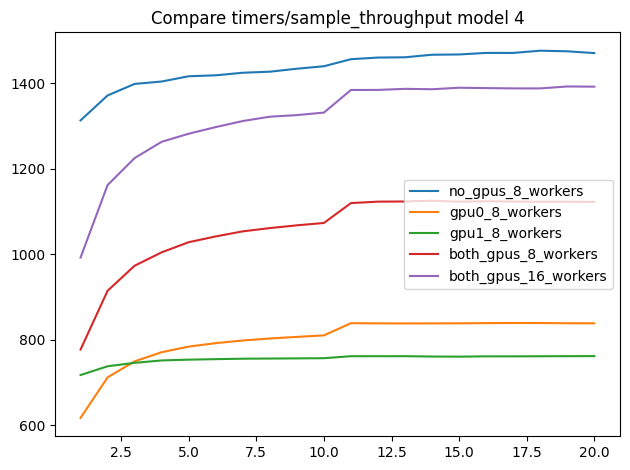 Compare timers/sample_throughput model 4
1400
1200
1000
800
600
no_gpus_8_workers
gpu0_8_workers
gpu1_8_workers
both_gpus_8_workers
both_gpus_16_workers
2.5 5.0 7.5 10.0 12.5 15.0 17.5 20.0